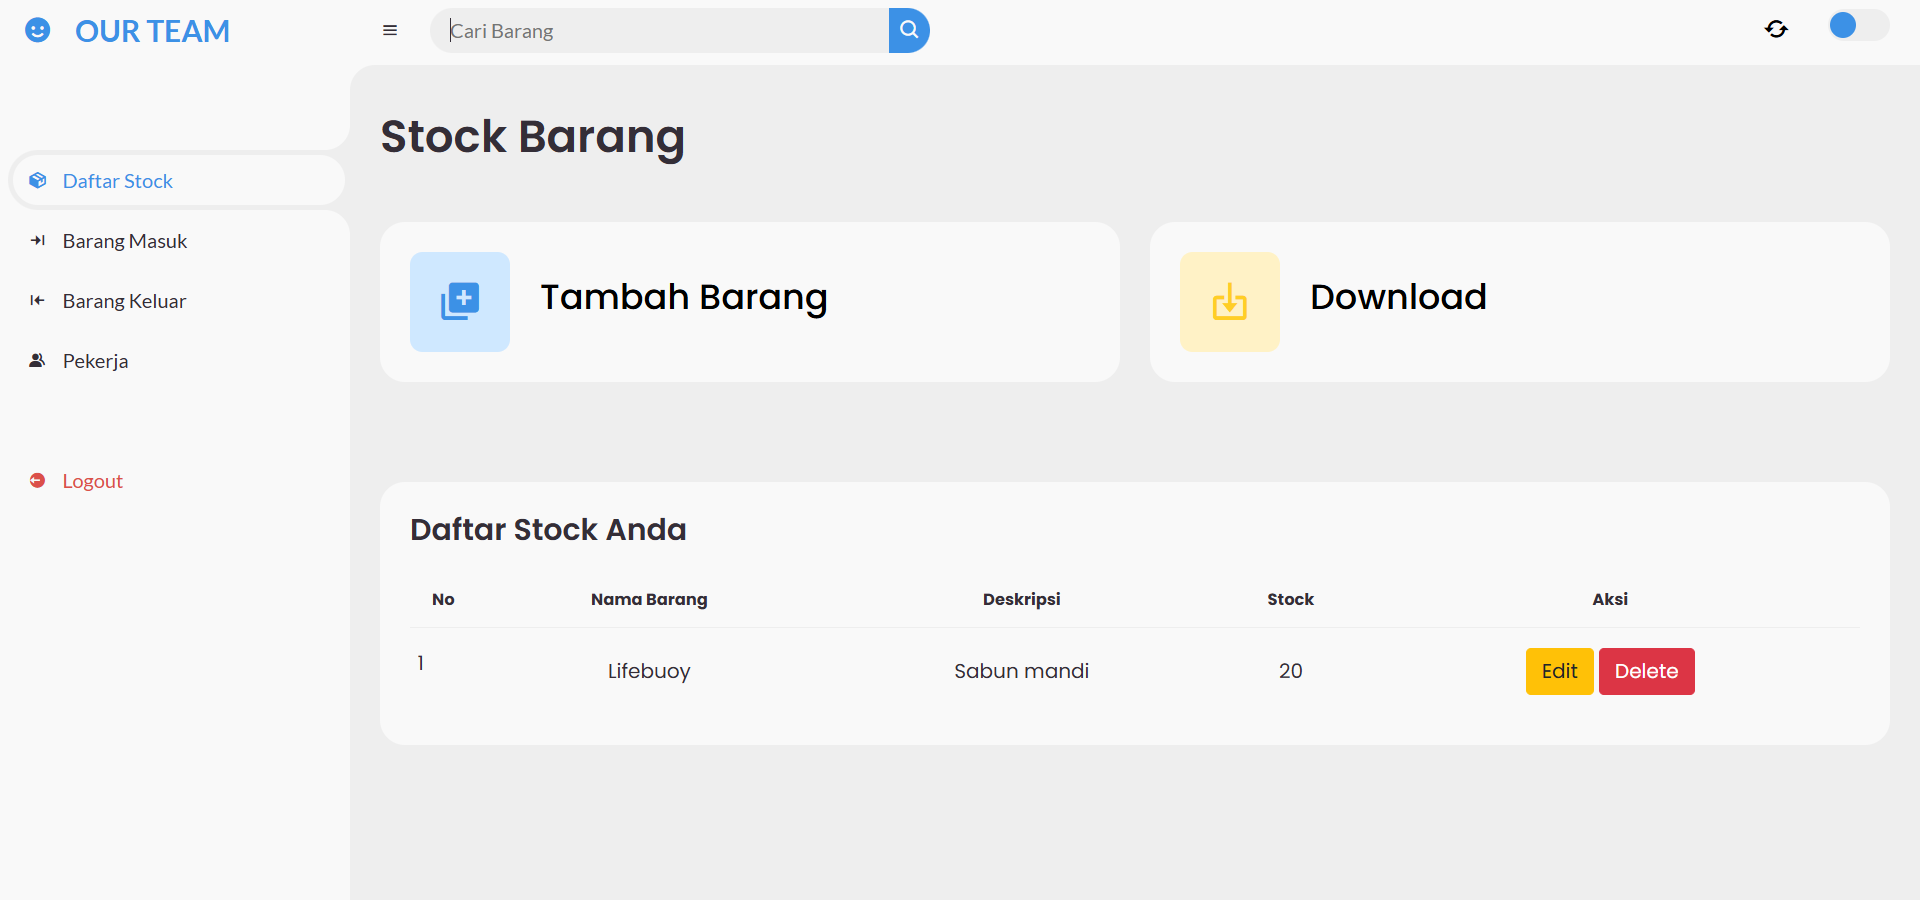 OUR TEAM
Cari Barang
Daftar Stock
Barang Masuk
Barang Keluar
Pekerja
Logout
Stock Barang
Tambah Barang
Download
Daftar Stock Anda
No Nama Barang Deskripsi Stock Aksi
1 Lifebuoy Sabun mandi 20 Edit Delete